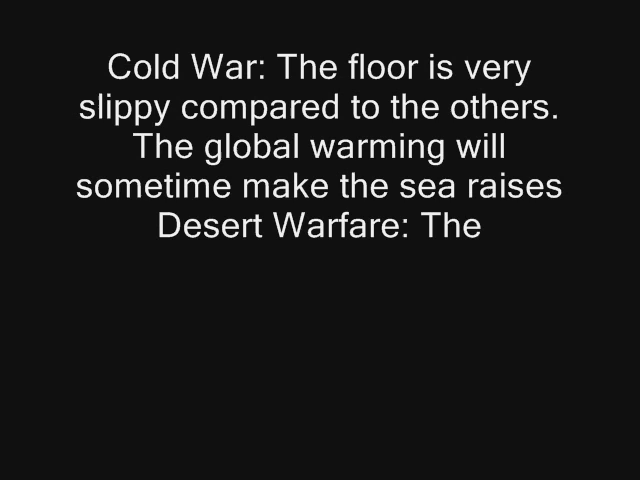 Cold War: The floor is very
slippy compared to the others.
The global warming will
sometime make the sea raises
Desert Warfare: The